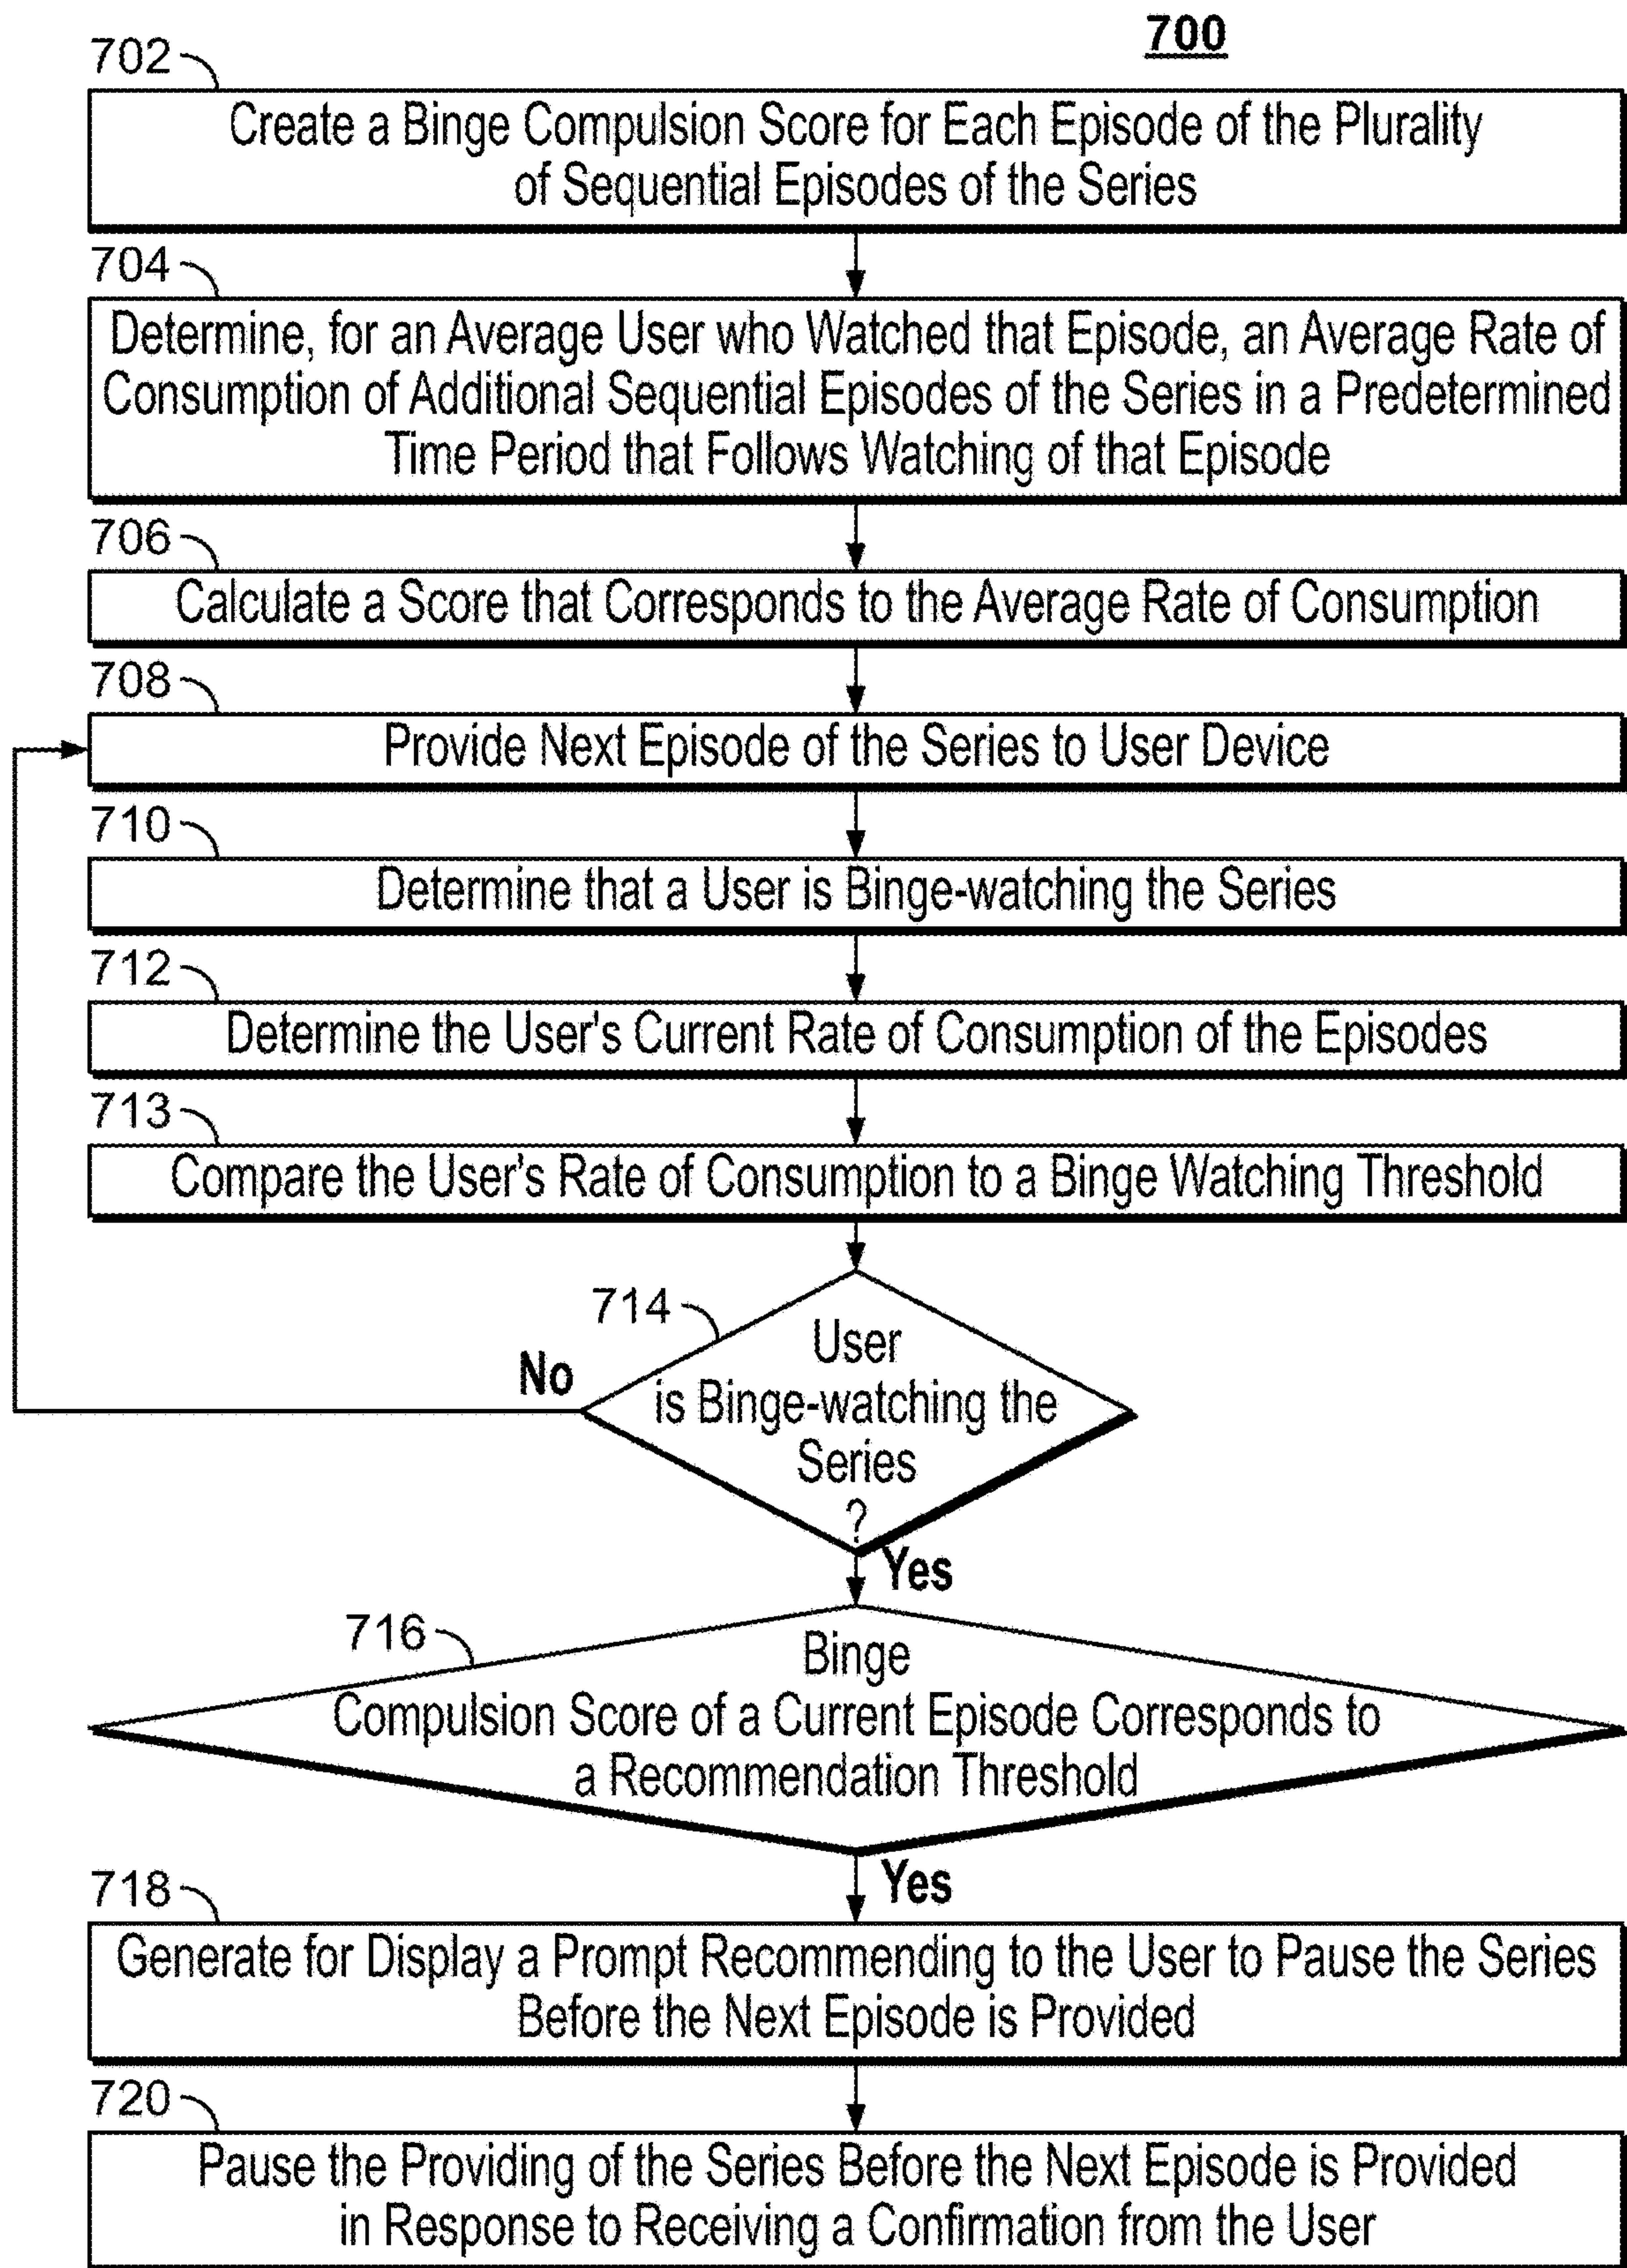 700
702
Create a Binge Compulsion Score for Each Episode of the Plurality
of Sequential Episodes of the Series
704
Determine, for an Average User who Watched that Episode, an Average Rate of
Consumption of Additional Sequential Episodes of the Series in a Predetermined
Time Period that Follows Watching of that Episode
706
Calculate a Score that Corresponds to the Average Rate of Consumption
708
Provide Next Episode of the Series to User Device
710
Determine that a User is Binge-watching the Series
712
Determine the User's Current Rate of Consumption of the Episodes
713
Compare the User's Rate of Consumption to a Binge Watching Threshold
714
User
No
is Binge-watching the
Series
?
Yes
716
Binge
Compulsion Score of a Current Episode Corresponds to
a Recommendation Threshold
Yes
718
Generate for Display a Prompt Recommending to the User to Pause the Series
Before the Next Episode is Provided
720
Pause the Providing of the Series Before the Next Episode is Provided
in Response to Receiving a Confirmation from the User